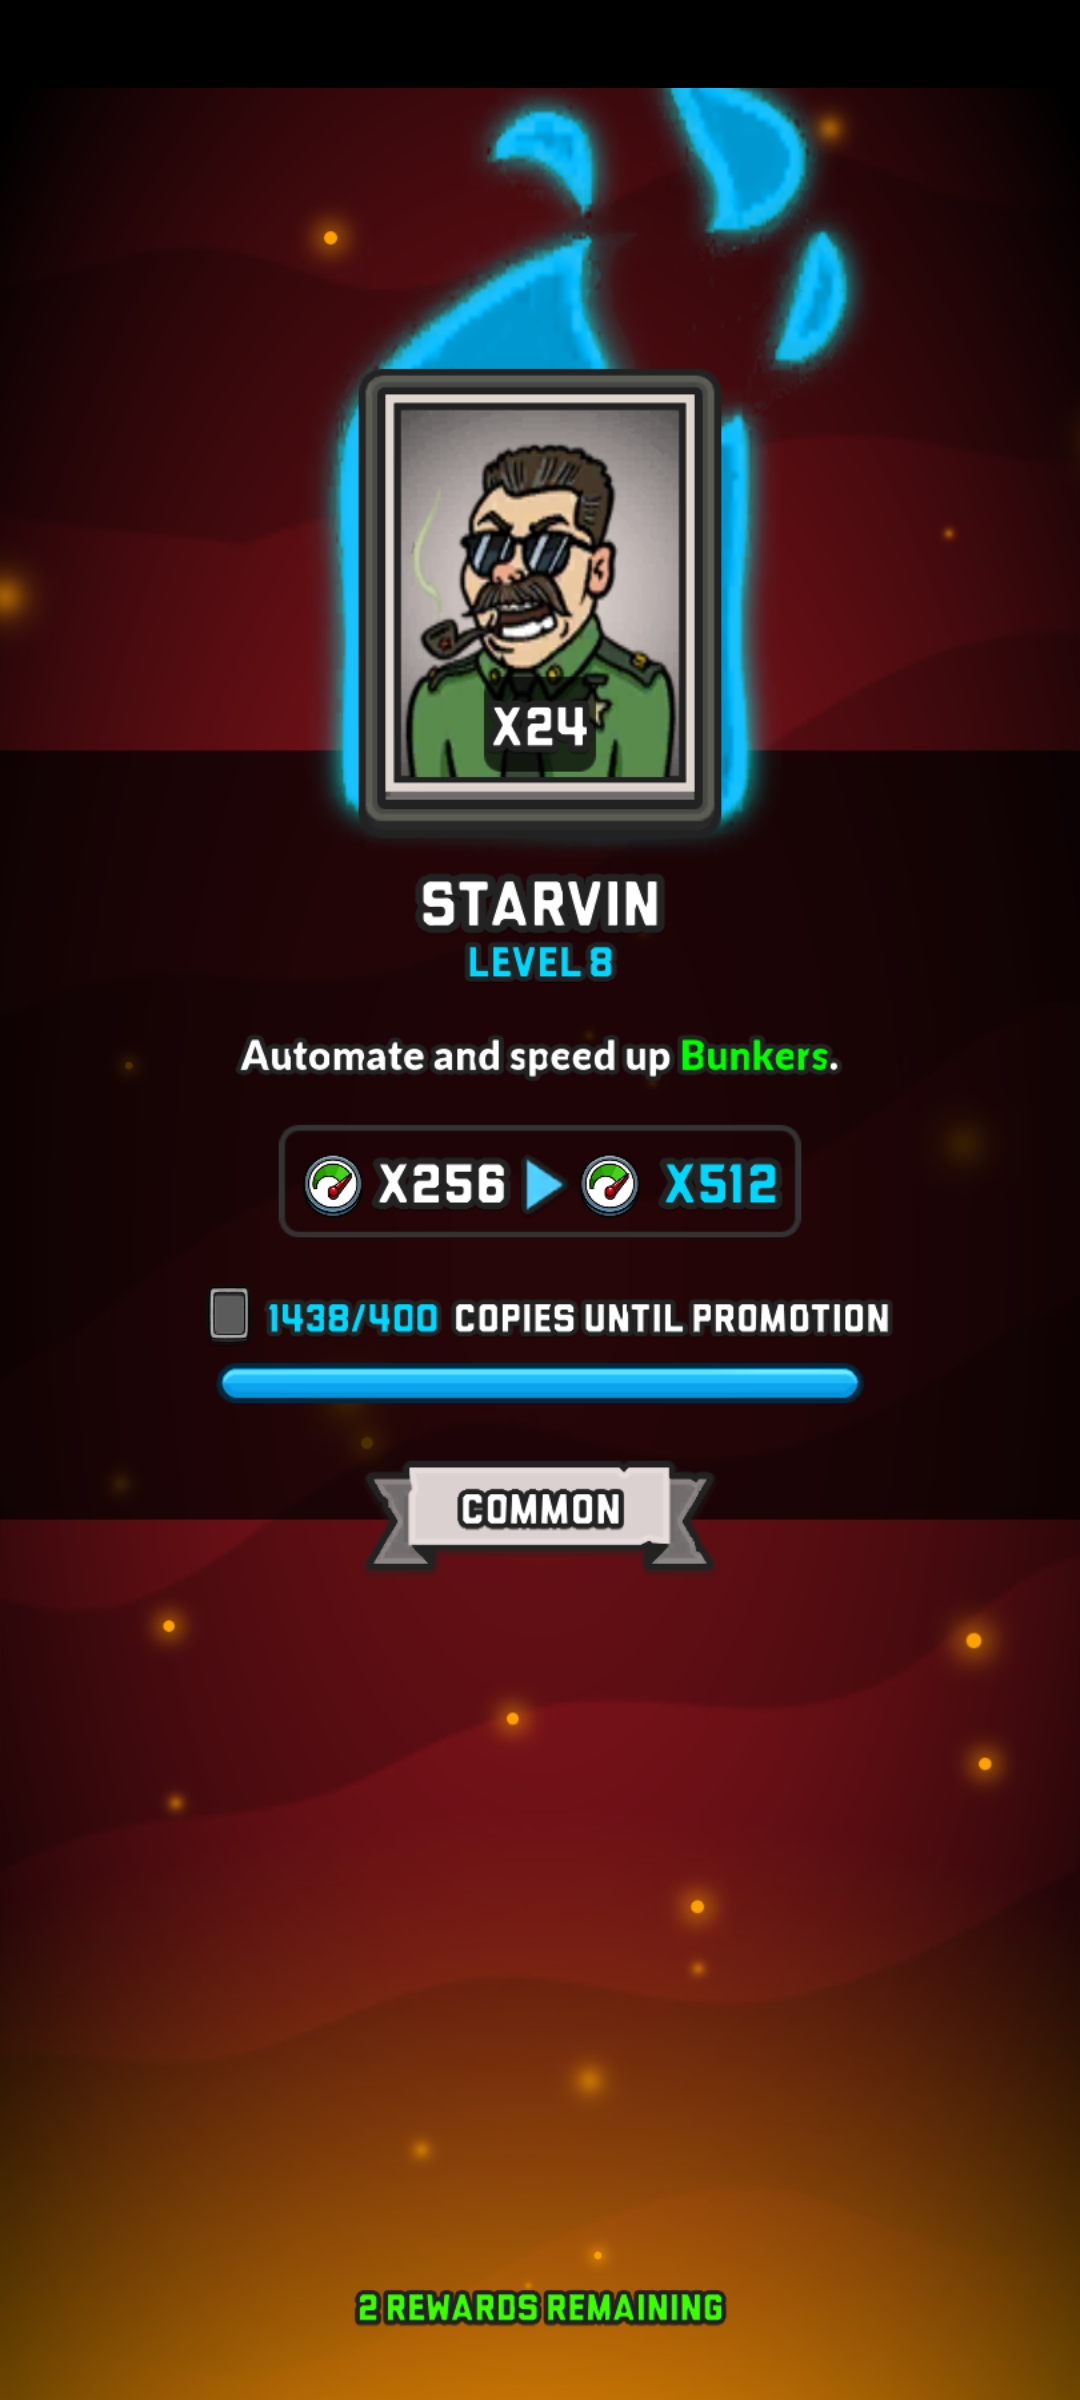 X24
STARVIN
LEVEL 8
Automate and speed up Bunkers.
X256 X512
1438/400 COPIES UNTIL PROMOTION
COMMON
2 REWARDS REMAINING